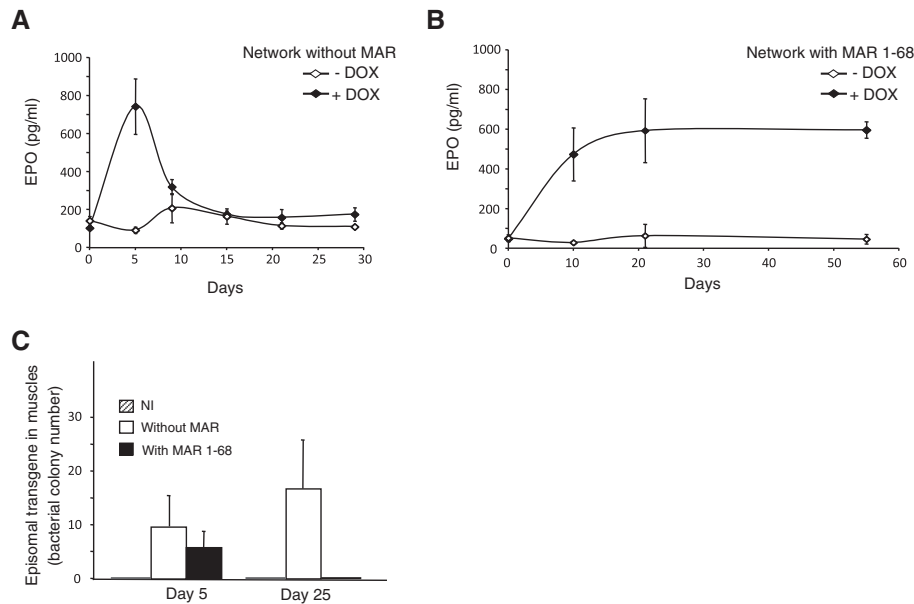 A
Network without MAR
- DOX
+ DOX
EPO (pg/ml)
1000
800
600
400
200
0
0 5 10 15 20 25 30
Days
B
Network with MAR 1-68
- DOX
+ DOX
EPO (pg/ml)
1000
800
600
400
200
0
0 10 20 30 40 50 60
Days
C
Episomal transgene in muscles
(bacterial colony number)
30
20
10
0
NI
Without MAR
With MAR 1-68
Day 5 Day 25